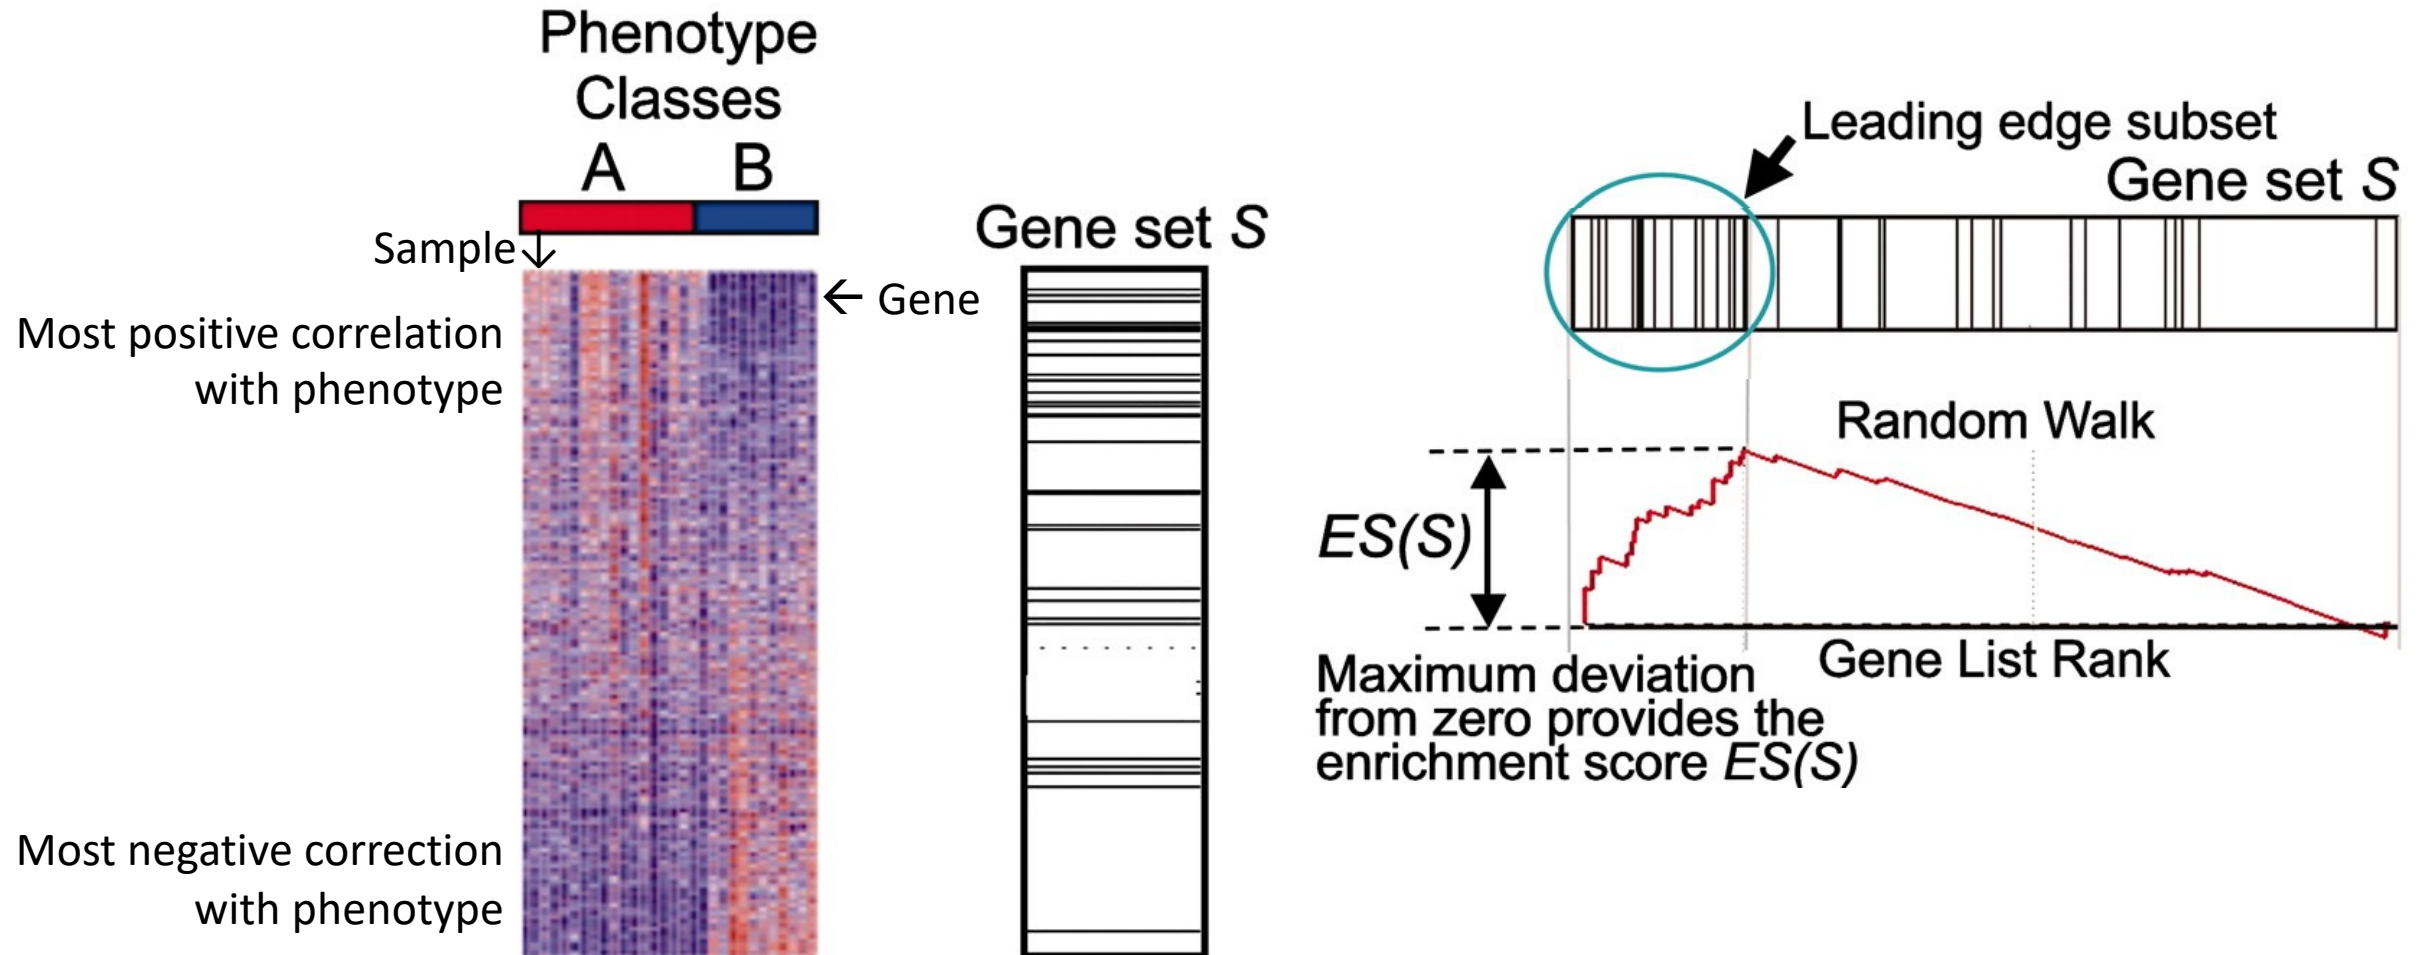 Phenotype
Classes
A B
Sample↓
← Gene
Most positive correlation
with phenotype
Most negative correction
with phenotype
Gene set S
Leading edge subset
Gene set S
Random Walk
ES(S)
Gene List Rank
Maximum deviation
from zero provides the
enrichment score ES(S)